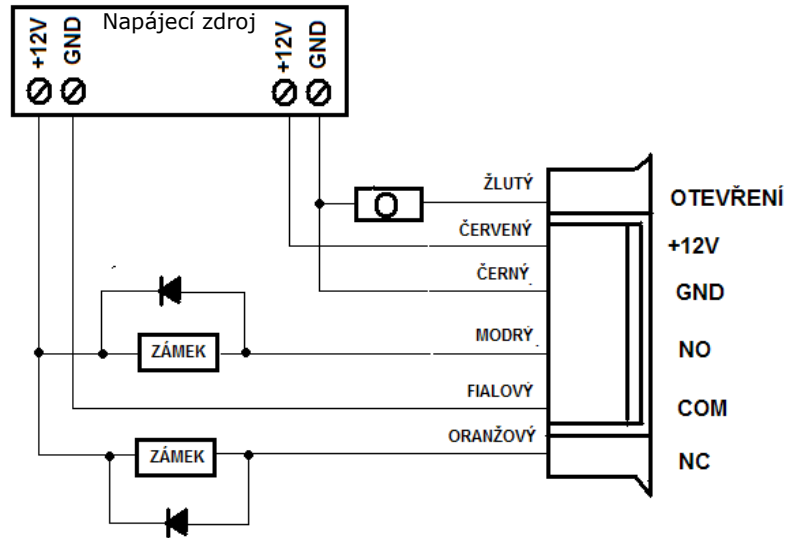 Napájecí zdroj
+12V
GND
+12V
GND
ŽLUTÝ
OTEVŘENÍ
ČERVENÝ
+12V
ČERNÝ
GND
MODRÝ
NO
ZÁMEK
FIALOVÝ
COM
ORANŽOVÝ
NC
ZÁMEK